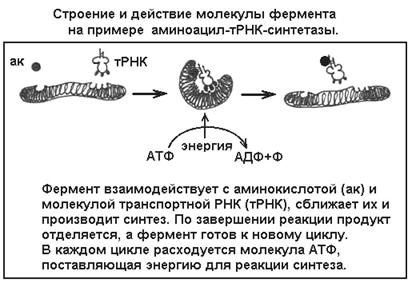 Строение и действие молекулы фермента
на примере аминоацил-тРНК-синтетазы.
ак
тРНК
энергия
АТФ
АДФ+Ф
Фермент взаимодействует с аминокислотой (ак) и
молекулой транспортной РНК (тРНК), сближает их и
производит синтез. По завершении реакции продукт
отделяется, а фермент готов к новому циклу.
В каждом цикле расходуется молекула АТФ,
поставляющая энергию для реакции синтеза.